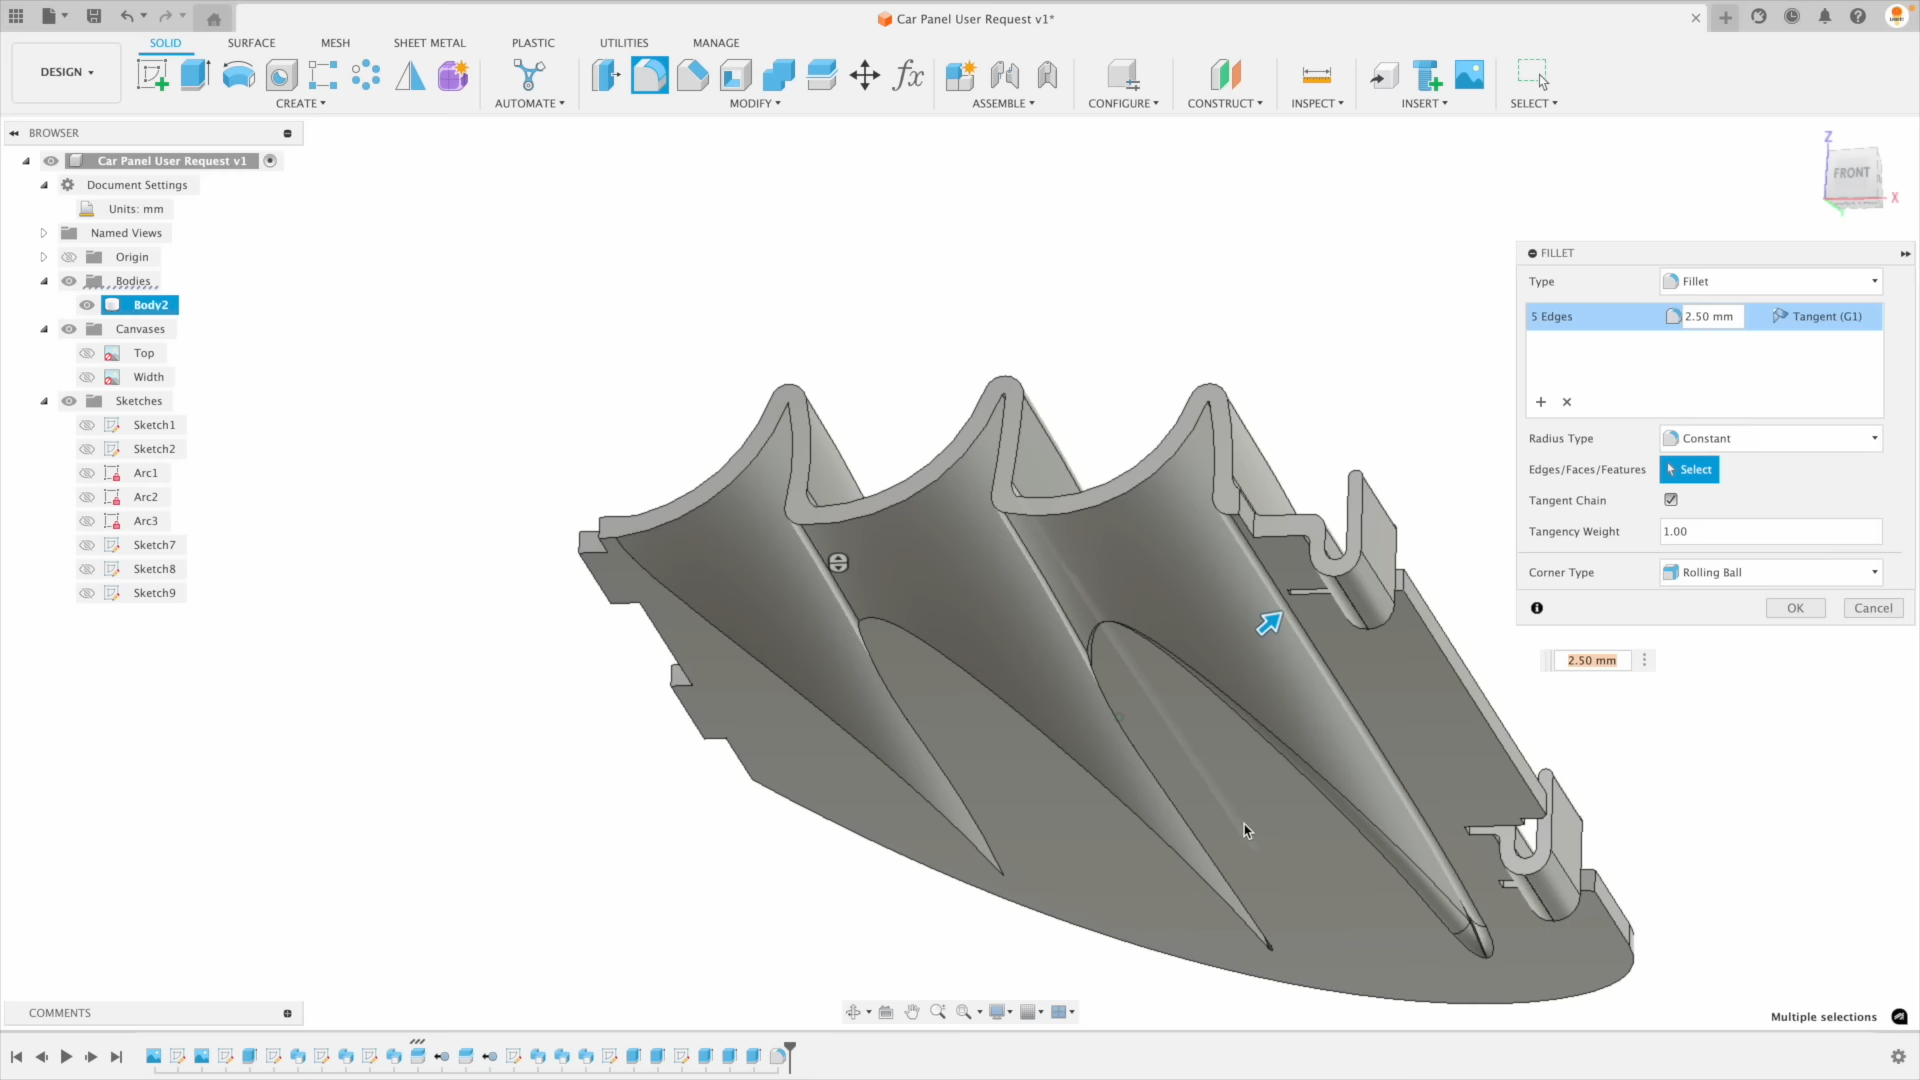 Car Panel User Request v1*
SOLID SURFACE MESH SHEET METAL PLASTIC UTILITIES MANAGE
DESIGN
CREATE AUTOMATE MODIFY ASSEMBLE CONFIGURE CONSTRUCT INSPECT INSERT SELECT
fx
BROWSER
Car Panel User Request v1
Document Settings
Units: mm
Named Views
Origin
Bodies
Body2
Canvases
Top
Width
Sketches
Sketch1
Sketch2
Arc1
Arc2
Arc3
Sketch7
Sketch8
Sketch9
Z
FRONT
X
FILLET
Type Fillet
5 Edges 2.50 mm Tangent (G1)
Radius Type Constant
Edges/Faces/Features Select
Tangent Chain
Tangency Weight 1.00
Corner Type Rolling Ball
OK Cancel
2.50 mm
COMMENTS
Multiple selections